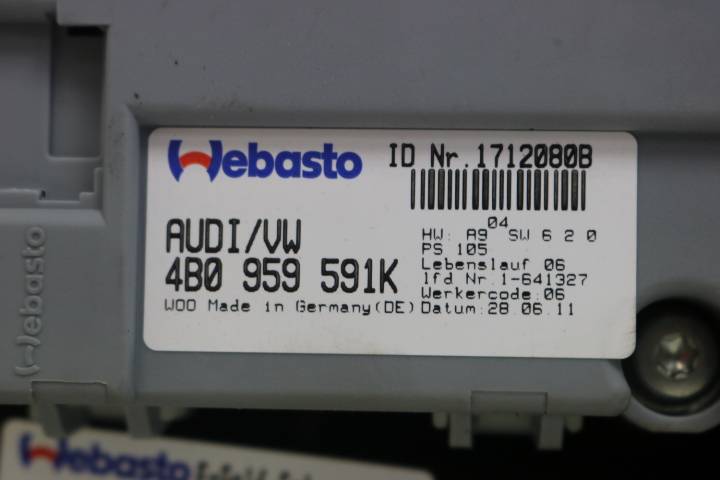 Webasto
ID Nr.1712080B
AUDI/VW
4B0 959 591K
WOO Made in Germany(DE)
04
HW: A9 SW 6 2 0
PS 105
Lebenslauf 06
lfd Nr.1-641327
Werkercode:06
Datum:28.06.11
Webasto
Webasto